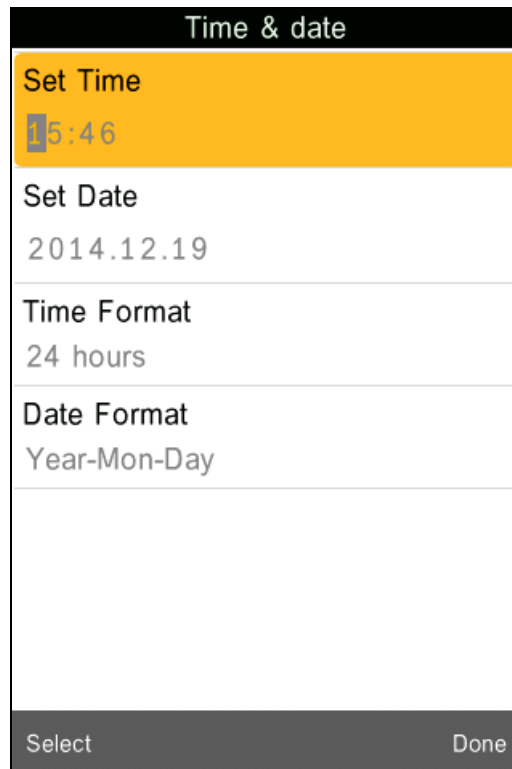 Time & date
Set Time
15:46
Set Date
2014.12.19
Time Format
24 hours
Date Format
Year-Mon-Day
Select Done